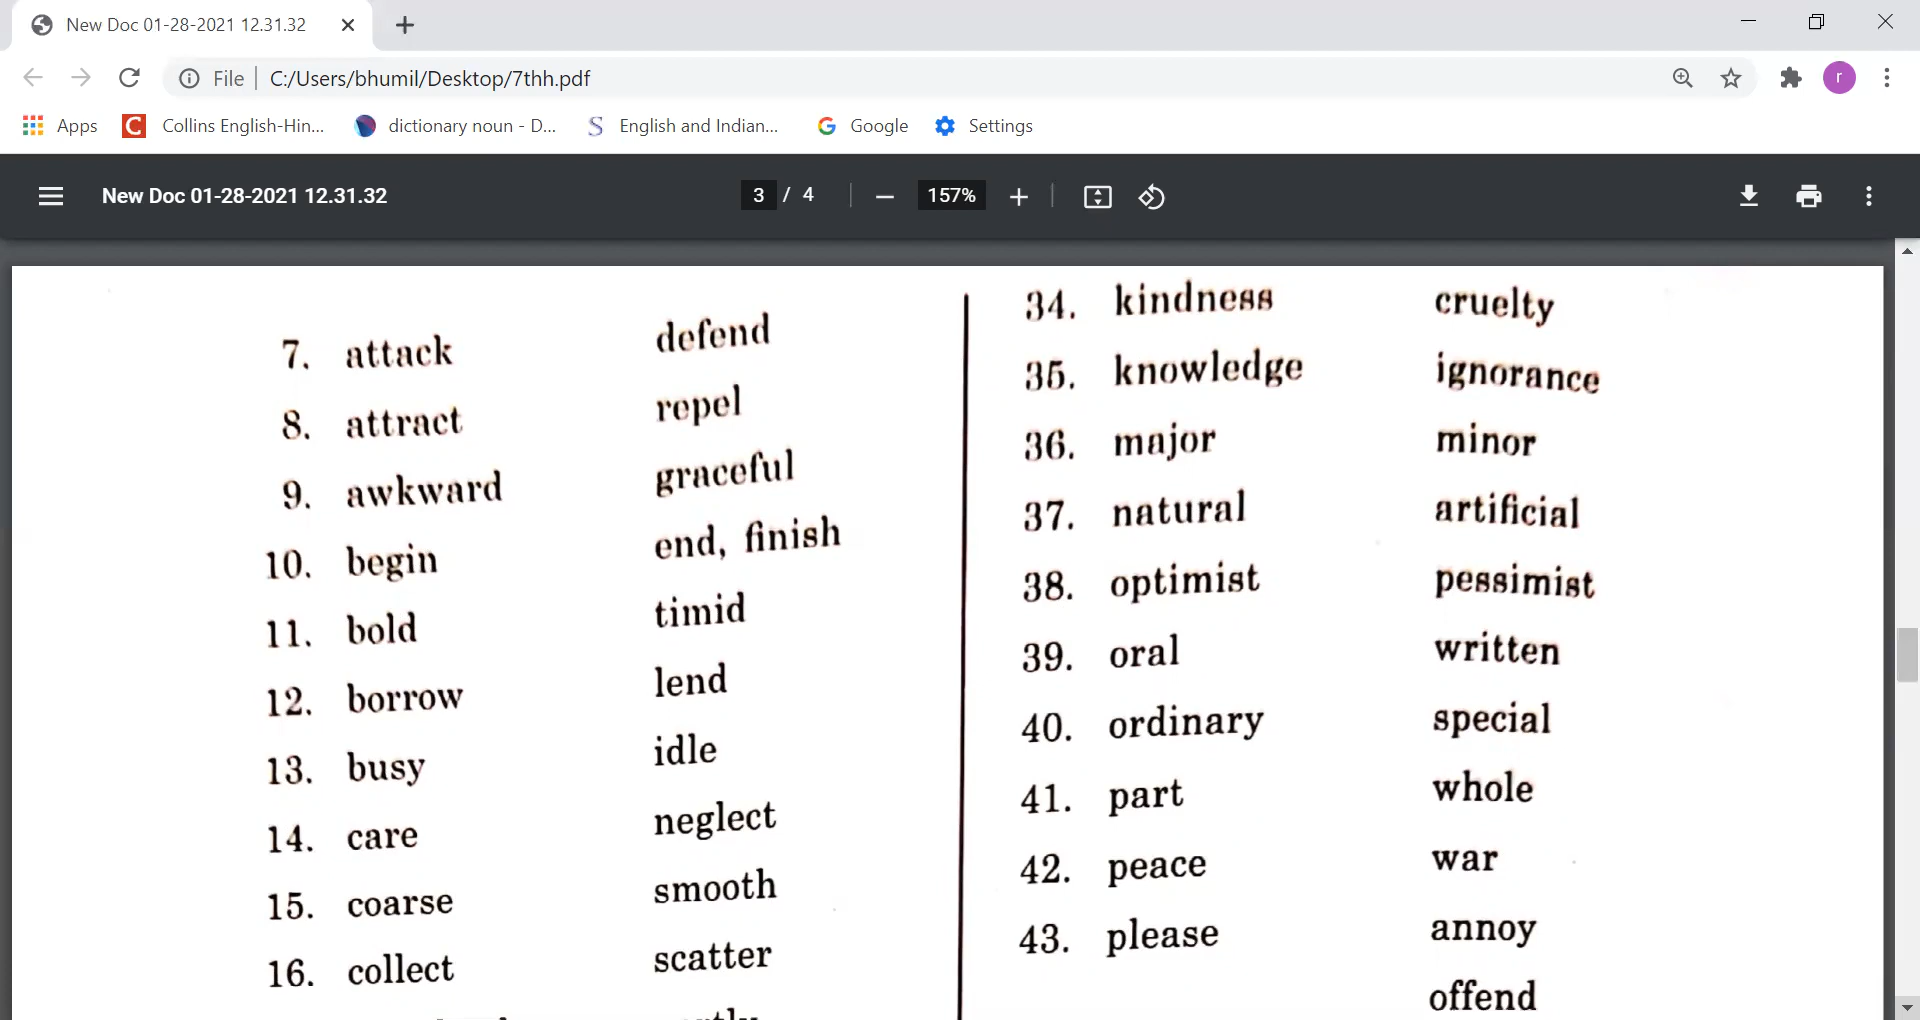 New Doc 01-28-2021 12.31.32
File C:/Users/bhumil/Desktop/7thh.pdf
r
Apps Collins English-Hin... dictionary noun - D... English and Indian... Google Settings
New Doc 01-28-2021 12.31.32 3 / 4 157%
7. attack defend
8. attract repel
9. awkward graceful
10. begin end, finish
11. bold timid
12. borrow lend
13. busy idle
14. care neglect
15. coarse smooth
16. collect scatter
34. kindness cruelty
35. knowledge ignorance
36. major minor
37. natural artificial
38. optimist pessimist
39. oral written
40. ordinary special
41. part whole
42. peace war
43. please annoy
offend